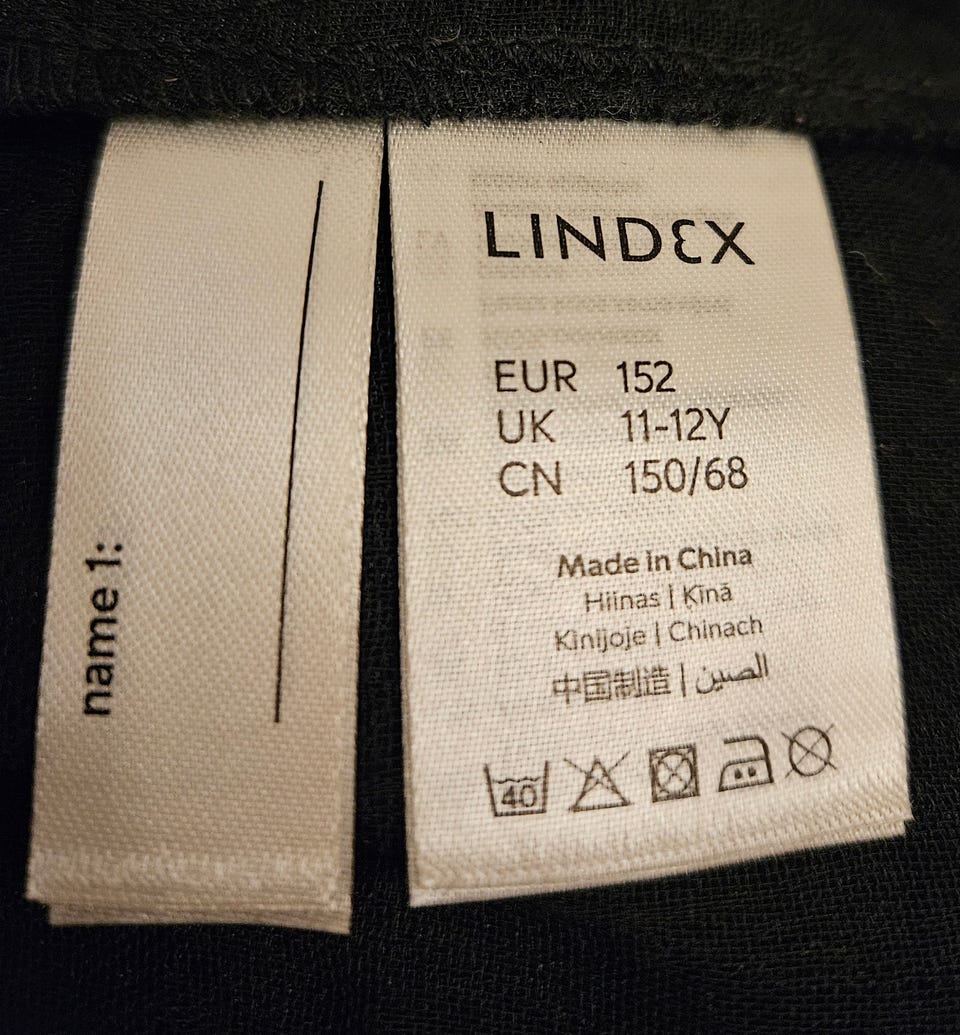 name 1:
LINDEX
EUR 152
UK 11-12Y
CN 150/68
Made in China
Hiinas | Ķīnā
Kinijoje | Chinach
中国制造 | الصين
40